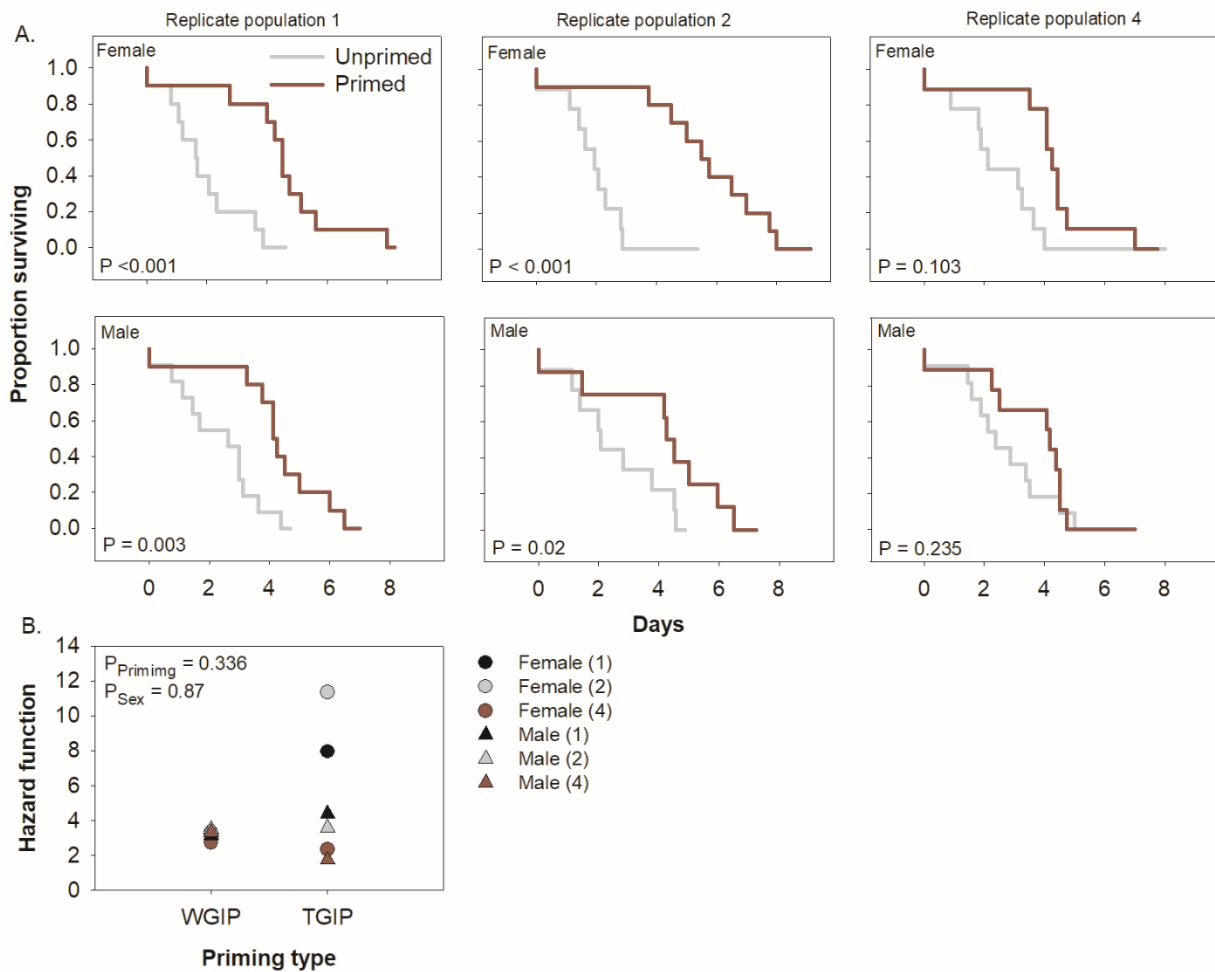 Replicate population 1
Replicate population 2
Replicate population 4
A.
Female
Unprimed
Primed
1.0
0.8
0.6
0.4
0.2
0.0
P <0.001
Female
P < 0.001
Female
P = 0.103
Proportion surviving
Male
1.0
0.8
0.6
0.4
0.2
0.0
P = 0.003
Male
P = 0.02
Male
P = 0.235
0 2 4 6 8
0 2 4 6 8
0 2 4 6 8
Days
B.
14
12
10
8
6
4
2
0
P Primimg = 0.336
P Sex = 0.87
Hazard function
WGIP TGIP
Priming type
Female (1)
Female (2)
Female (4)
Male (1)
Male (2)
Male (4)